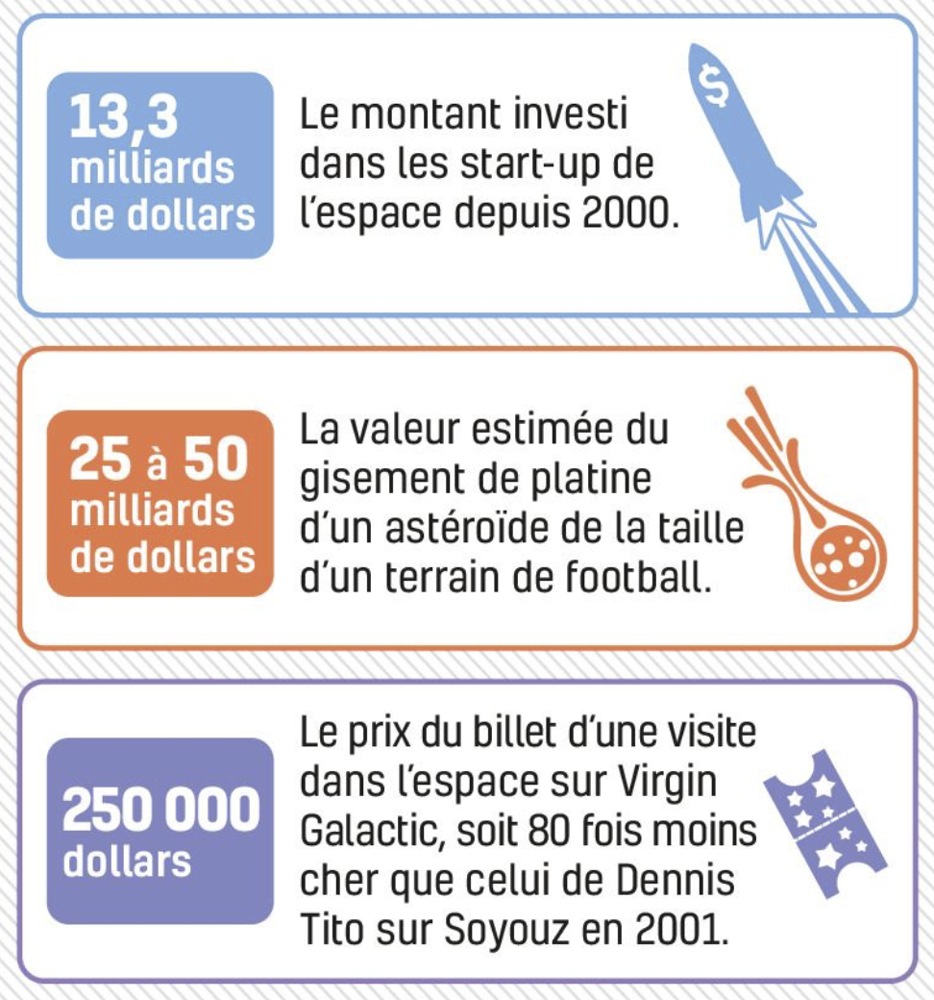 13,3
milliards
de dollars
Le montant investi
dans les start-up de
l’espace depuis 2000.
$
25 à 50
milliards
de dollars
La valeur estimée du
gisement de platine
d’un astéroïde de la taille
d’un terrain de football.
250 000
dollars
Le prix du billet d’une visite
dans l’espace sur Virgin
Galactic, soit 80 fois moins
cher que celui de Dennis
Tito sur Soyouz en 2001.